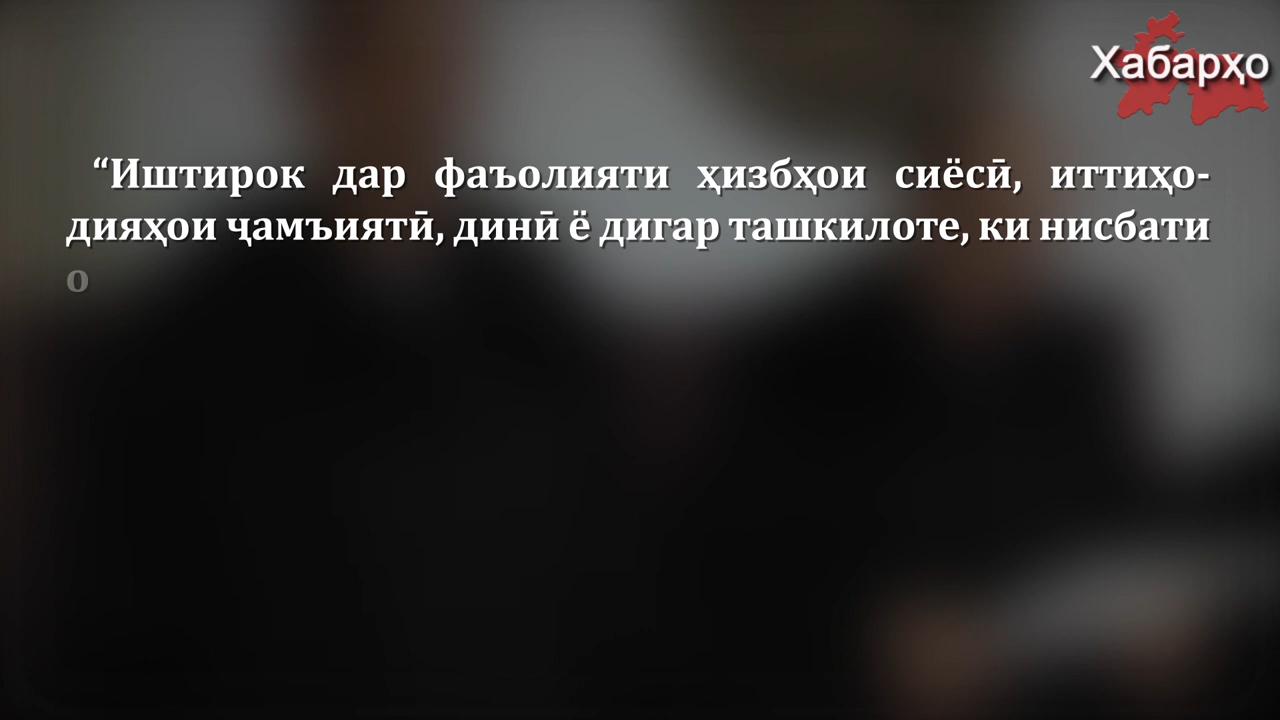 Хабарҳо
“Иштирок дар фаъолияти ҳизбҳои сиёсӣ, иттиҳо-
дияҳои ҷамъиятӣ, динӣ ё дигар ташкилоте, ки нисбати
о